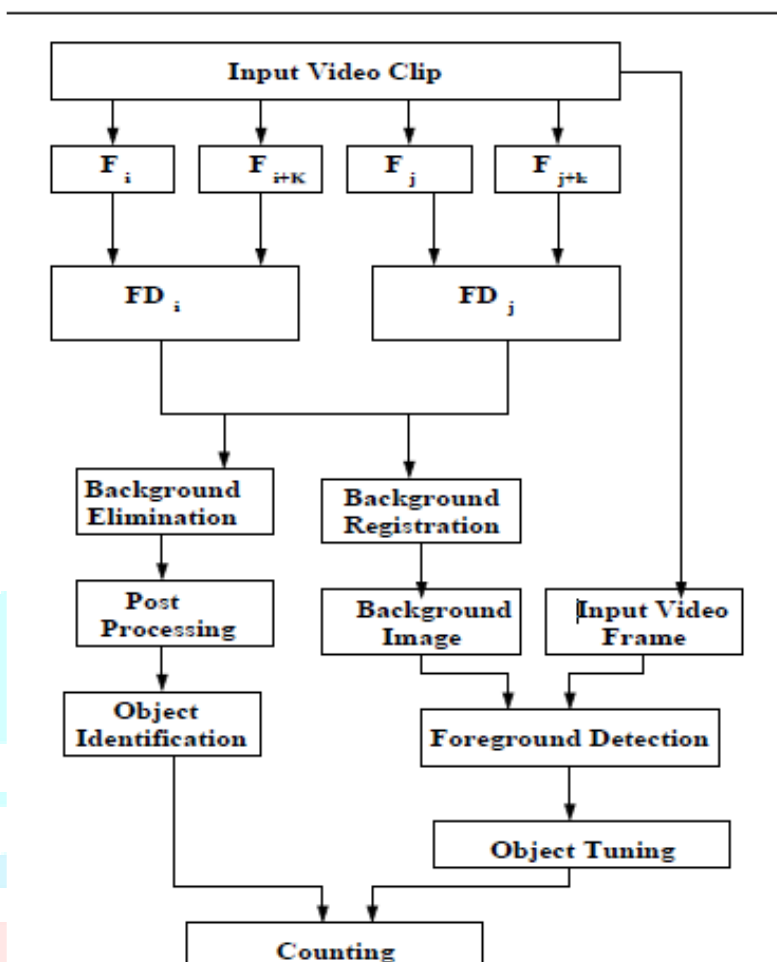 Input Video Clip
F i
F i+K
F j
F j+k
FD i
FD j
Background
Elimination
Background
Registration
Post
Processing
Background
Image
Input Video
Frame
Object
Identification
Foreground Detection
Object Tuning
Counting